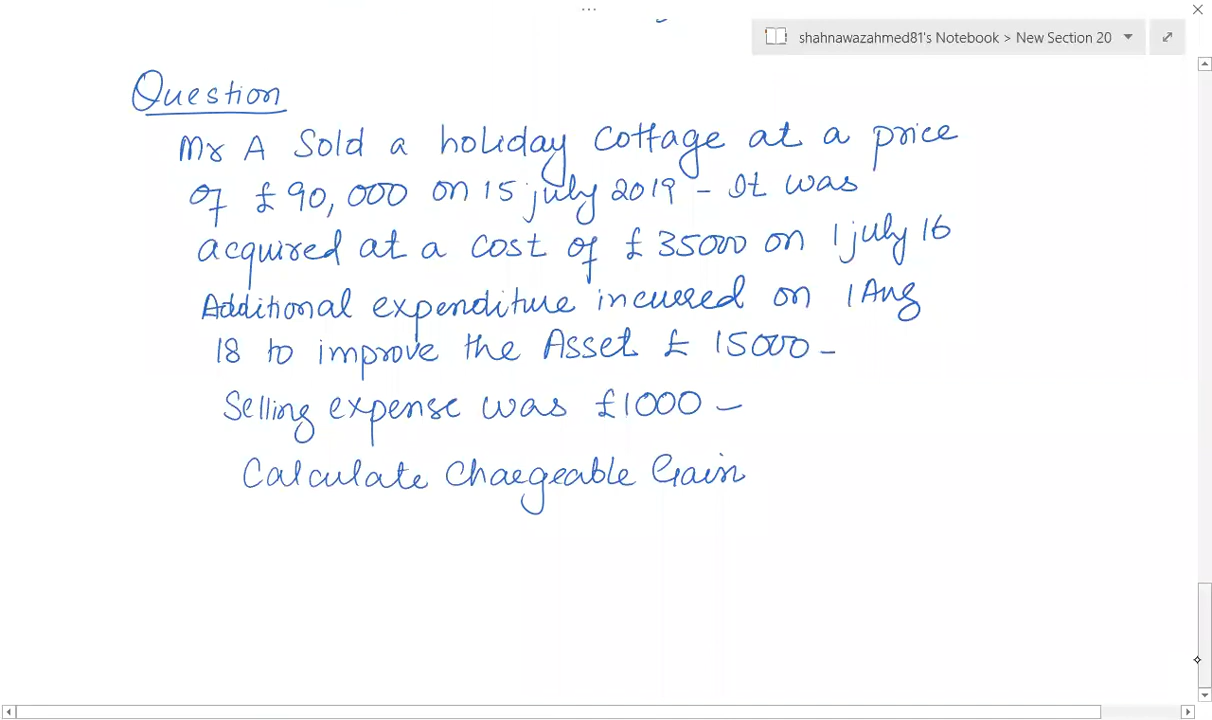 shahnawazahmed81's Notebook > New Section 20
Question
Mr A Sold a holiday Cottage at a price
of £ 90,000 on 15 july 2019 - It was
acquired at a cost of £ 35000 on 1 july 16
Additional expenditure incurred on 1 Aug
18 to improve the Asset £ 15000 -
Selling expense was £1000 -
Calculate Chargeable Gain